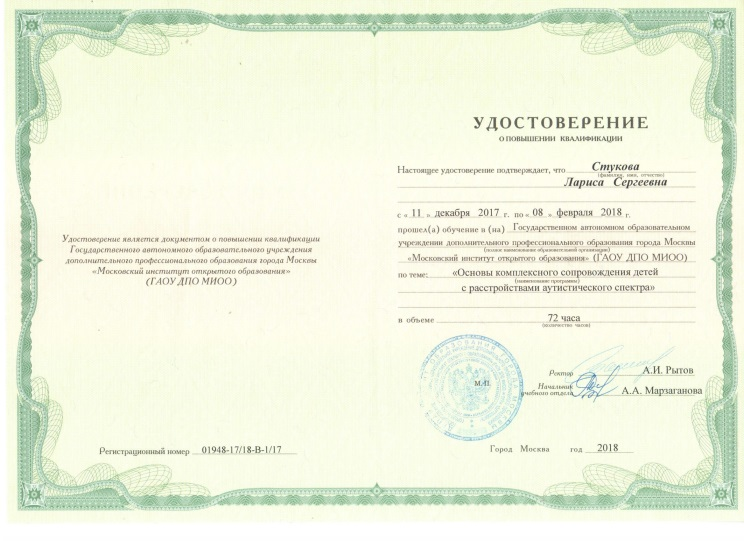 Удостоверение является документом о повышении квалификации
Государственного автономного образовательного учреждения
дополнительного профессионального образования города Москвы
«Московский институт открытого образования»
(ГАОУ ДПО МИОО)
Регистрационный номер 01948-17/18-В-1/17
УДОСТОВЕРЕНИЕ
О ПОВЫШЕНИИ КВАЛИФИКАЦИИ
Настоящее удостоверение подтверждает, что Стукова
(фамилия, имя, отчество)
Лариса Сергеевна
с « 11 » декабря 2017 г. по « 08 » февраля 2018 г.
прошел(а) обучение в (на) Государственном автономном образовательном
учреждении дополнительного профессионального образования города Москвы
(полное наименование образовательной организации)
«Московский институт открытого образования» (ГАОУ ДПО МИОО)
по теме: «Основы комплексного сопровождения детей
(наименование программы)
с расстройствами аутистического спектра»
в объеме 72 часа
(количество часов)
Ректор А.И. Рытов
М.П.
Начальник
учебного отдела А.А. Марзаганова
Город Москва год 2018